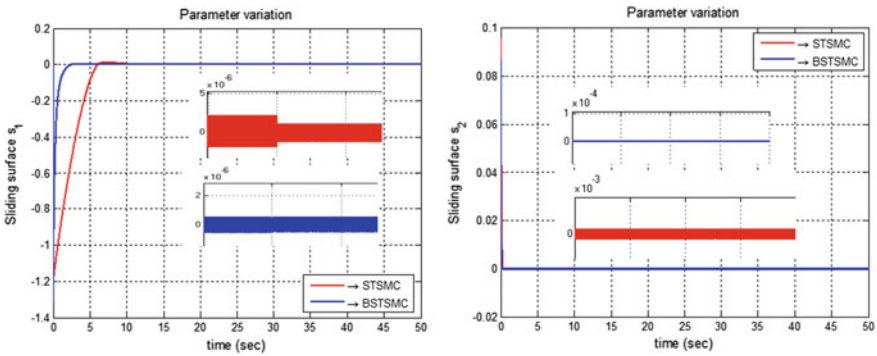 Parameter variation
0.2
0
-0.2
-0.4
-0.6
-0.8
-1
-1.2
-1.4
Sliding surface s1
x 10^-6
5
0
x 10^-6
2
0
→ STSMC
→ BSTSMC
0 5 10 15 20 25 30 35 40 45 50
time (sec)
Parameter variation
0.1
0.08
0.06
0.04
0.02
0
-0.02
Sliding surface s2
→ STSMC
→ BSTSMC
x 10^-4
1
0
x 10^-3
0
0 5 10 15 20 25 30 35 40 45 50
time (sec)